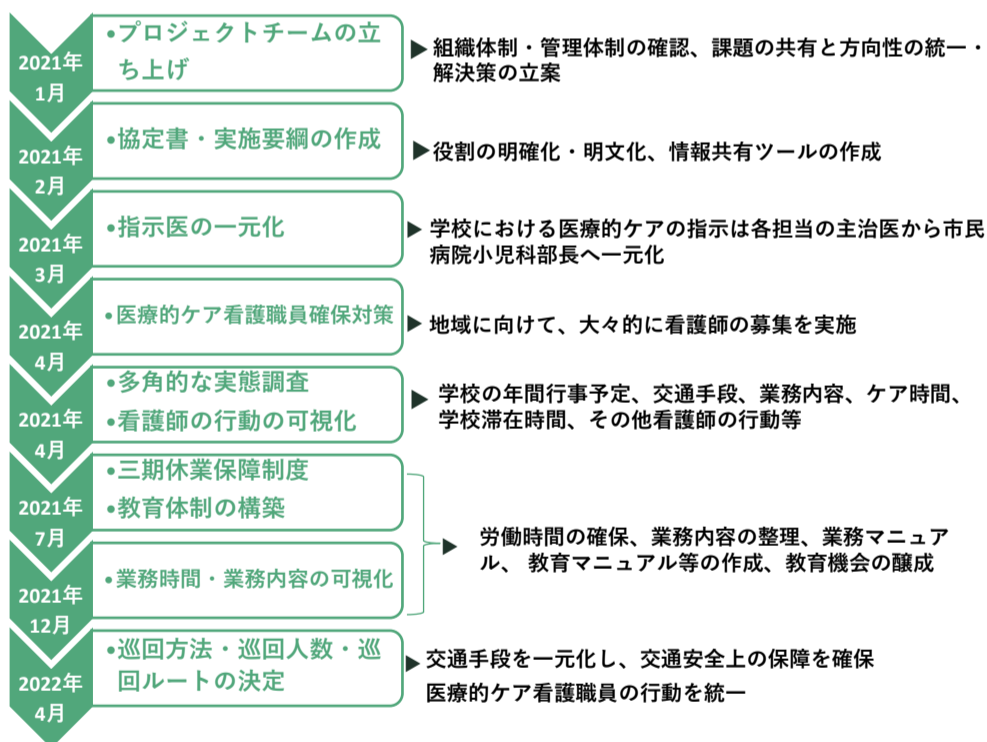 2021年
1月
•プロジェクトチームの立
ち上げ
▶組織体制・管理体制の確認、課題の共有と方向性の統一・
解決策の立案
2021年
2月
•協定書・実施要綱の作成
▶役割の明確化・明文化、情報共有ツールの作成
2021年
3月
•指示医の一元化
▶学校における医療的ケアの指示は各担当の主治医から市民
病院小児科部長へ一元化
2021年
4月
•医療的ケア看護職員確保対策
▶地域に向けて、大々的に看護師の募集を実施
2021年
4月
•多角的な実態調査
•看護師の行動の可視化
▶学校の年間行事予定、交通手段、業務内容、ケア時間、
学校滞在時間、その他看護師の行動等
2021年
7月
•三期休業保障制度
•教育体制の構築
2021年
12月
•業務時間・業務内容の可視化
▶労働時間の確保、業務内容の整理、業務マニュア
ル、 教育マニュアル等の作成、教育機会の醸成
2022年
4月
•巡回方法・巡回人数・巡
回ルートの決定
▶交通手段を一元化し、交通安全上の保障を確保
医療的ケア看護職員の行動を統一